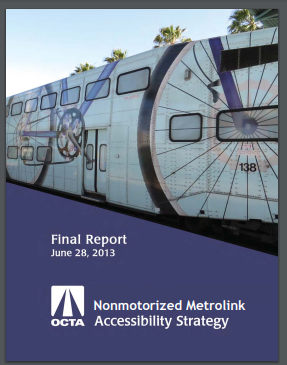 138
Final Report
June 28, 2013
OCTA
Nonmotorized Metrolink
Accessibility Strategy